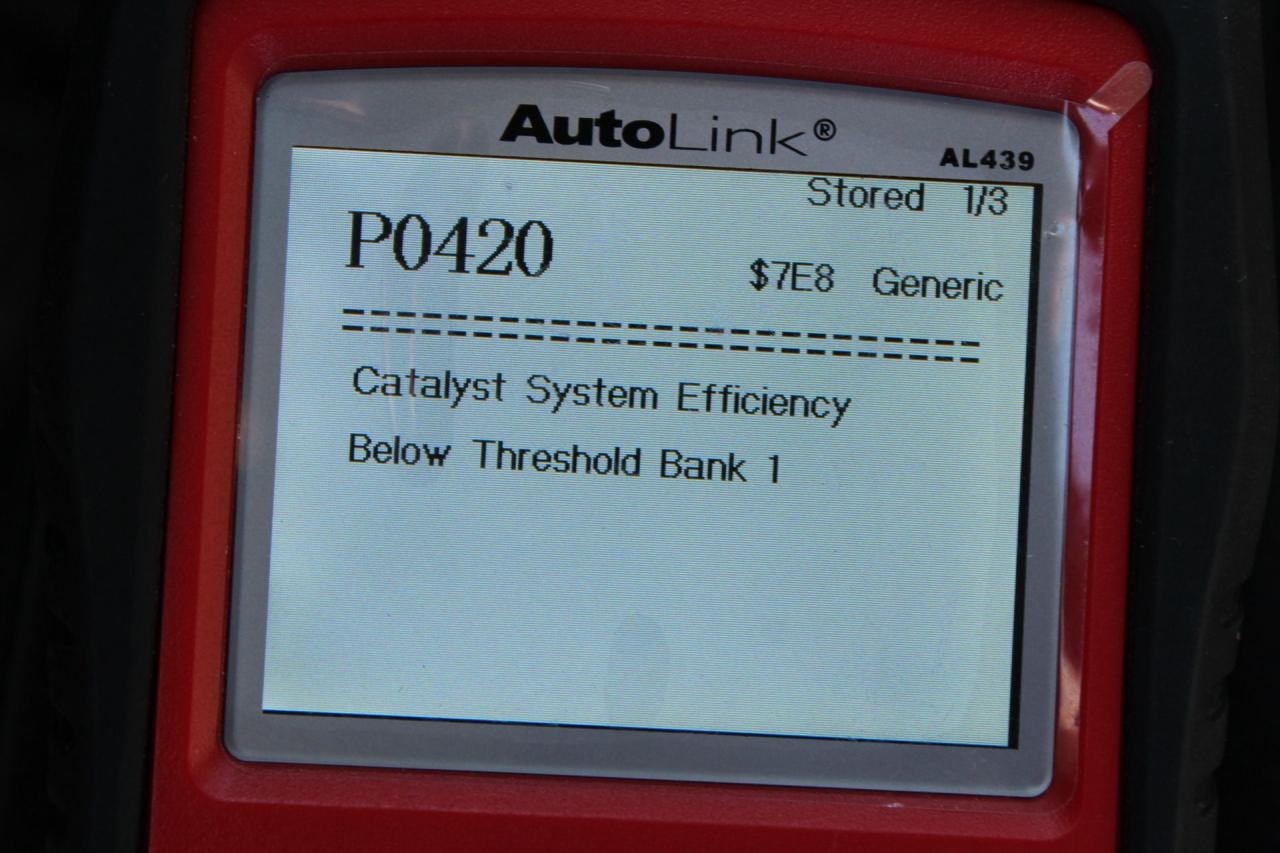 AutoLink®
AL439
Stored 1/3
P0420
$7E8 Generic
================================
Catalyst System Efficiency
Below Threshold Bank 1